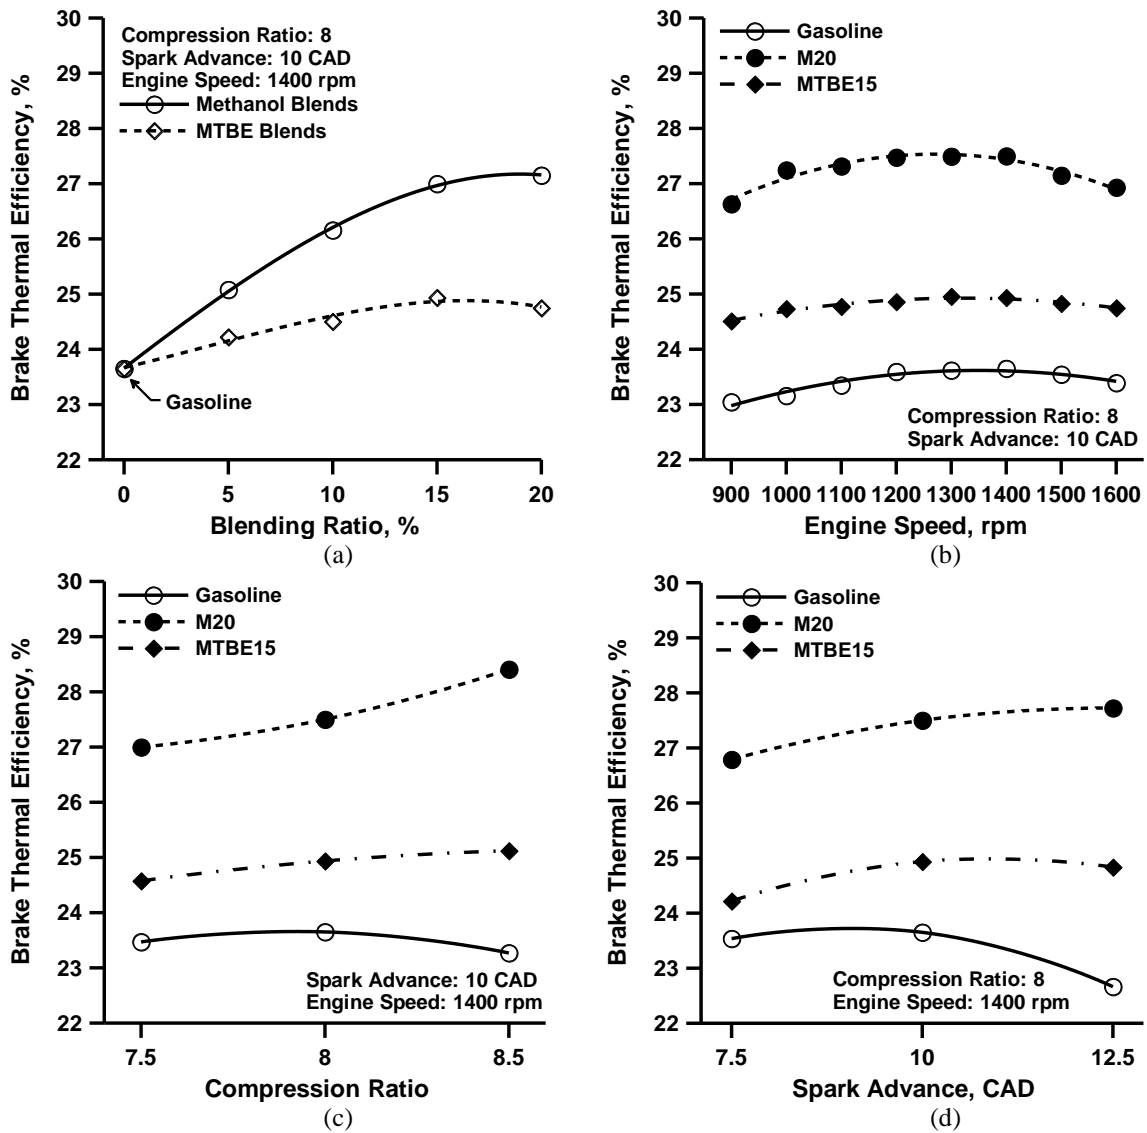 Brake Thermal Efficiency, %
30
29
28
27
26
25
24
23
22
Compression Ratio: 8
Spark Advance: 10 CAD
Engine Speed: 1400 rpm
Methanol Blends
MTBE Blends
Gasoline
0 5 10 15 20
Blending Ratio, %
(a)
Brake Thermal Efficiency, %
30
29
28
27
26
25
24
23
22
Gasoline
M20
MTBE15
Compression Ratio: 8
Spark Advance: 10 CAD
900 1000 1100 1200 1300 1400 1500 1600
Engine Speed, rpm
(b)
Brake Thermal Efficiency, %
30
29
28
27
26
25
24
23
22
Gasoline
M20
MTBE15
Spark Advance: 10 CAD
Engine Speed: 1400 rpm
7.5 8 8.5
Compression Ratio
(c)
Brake Thermal Efficiency, %
30
29
28
27
26
25
24
23
22
Gasoline
M20
MTBE15
Compression Ratio: 8
Engine Speed: 1400 rpm
7.5 10 12.5
Spark Advance, CAD
(d)